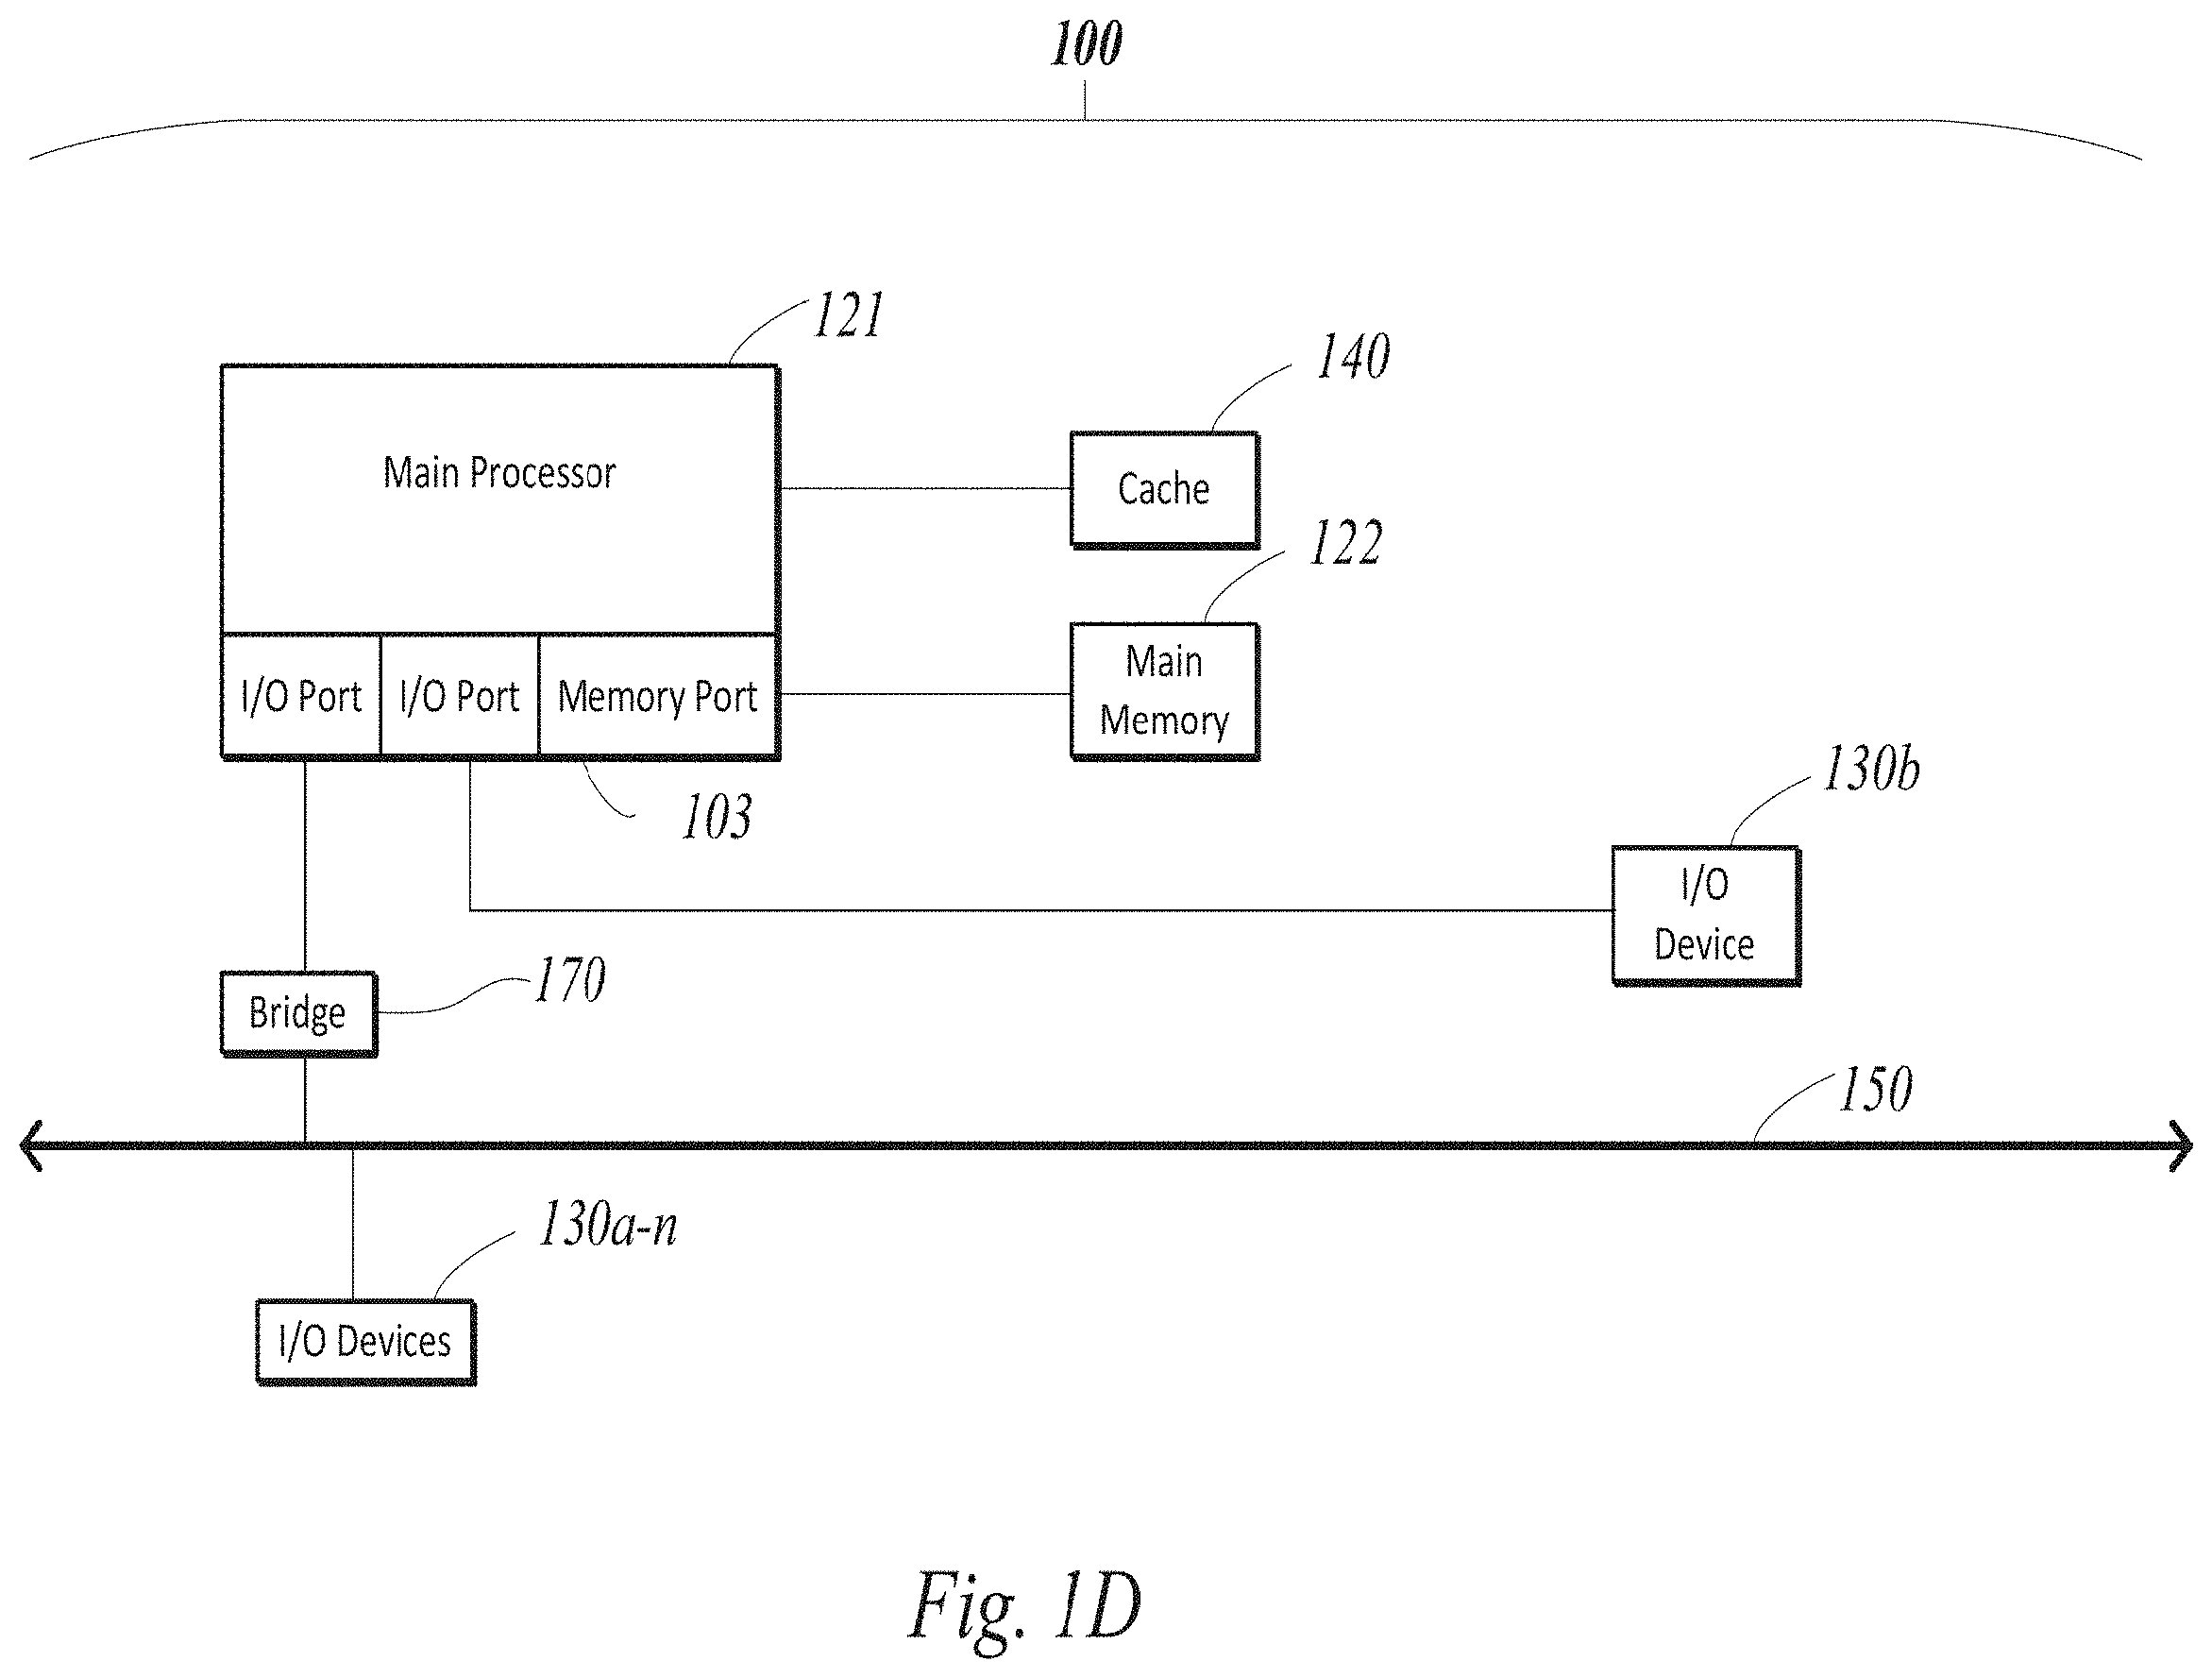 100
121
140
Main Processor
Cache
122
I/O Port
I/O Port
Memory Port
Main
Memory
130b
103
I/O
Device
170
Bridge
150
130a-n
I/O Devices
Fig. 1D